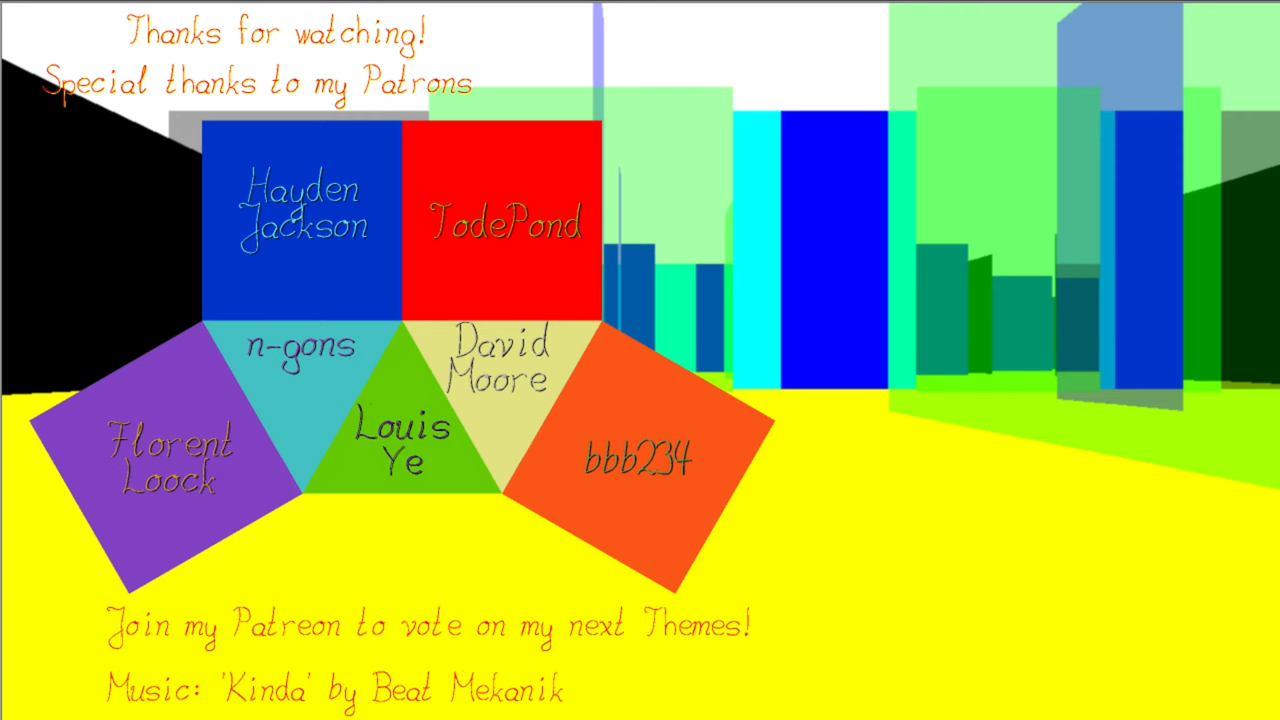 Thanks for watching!
Special thanks to my Patrons
Hayden
Jackson
TodePond
n-gons
David
Moore
Florent
Loock
Louis
Ye
bbb234
Join my Patreon to vote on my next Themes!
Music: 'Kinda' by Beat Mekanik